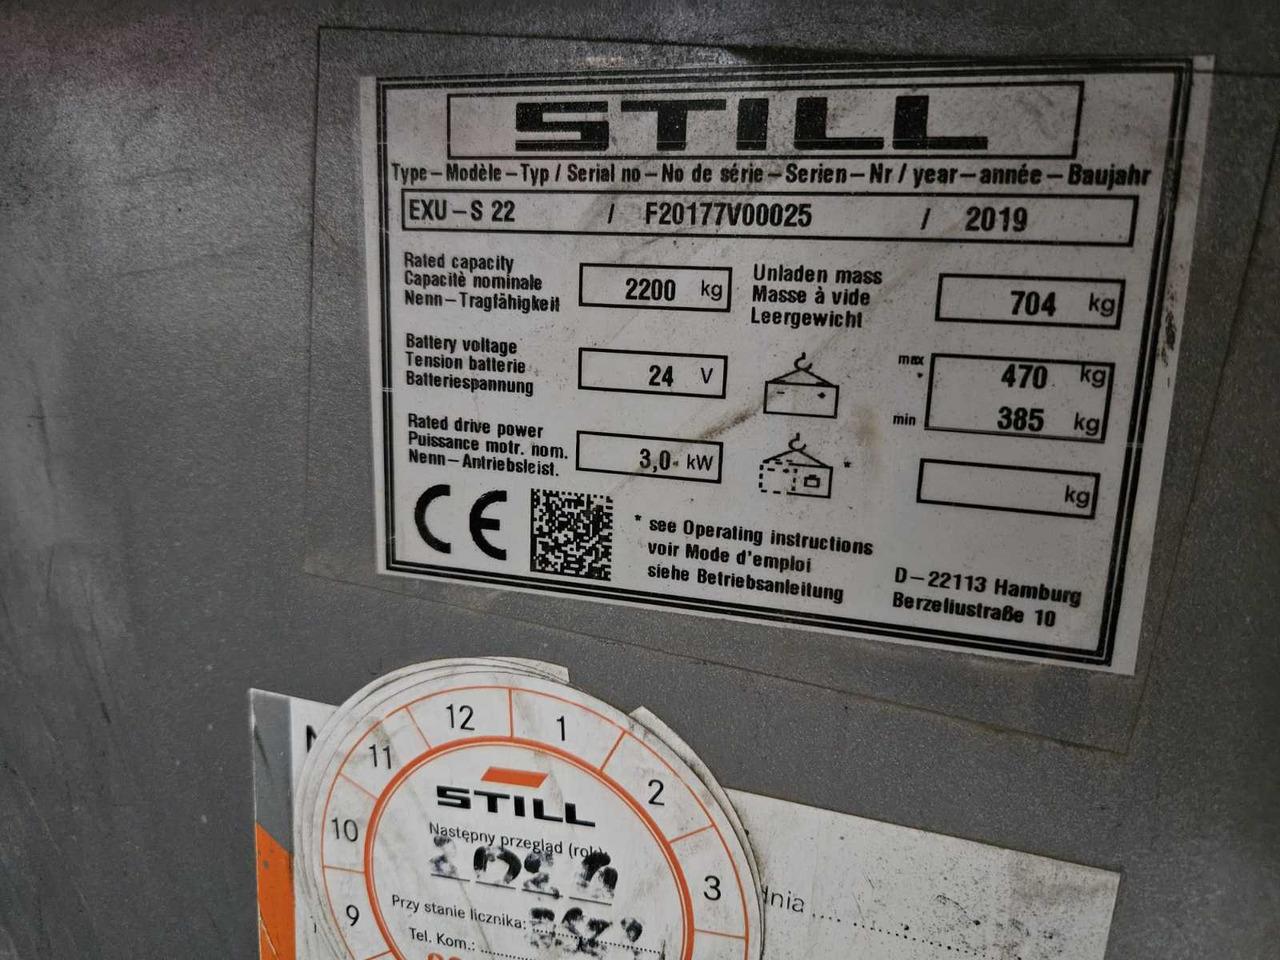 STILL
Type – Modèle – Typ / Serial no – No de série – Serien – Nr / year – année – Baujahr
EXU – S 22 / F20177V00025 / 2019
Rated capacity
Capacité nominale
Nenn – Tragfähigkeit
2200 kg
Unladen mass
Masse à vide
Leergewicht
704 kg
Battery voltage
Tension batterie
Batteriespannung
24 V
max
*
470 kg
min
385 kg
Rated drive power
Puissance motr. nom.
Nenn – Antriebsleist.
3,0 kW
*
kg
CE
* see Operating instructions
voir Mode d'emploi
siehe Betriebsanleitung
D – 22113 Hamburg
Berzeliusstraße 10
12 1 2 3 9 10 11
STILL
Następny przegląd (rok)
Przy stanie licznika:
Tel. Kom.: